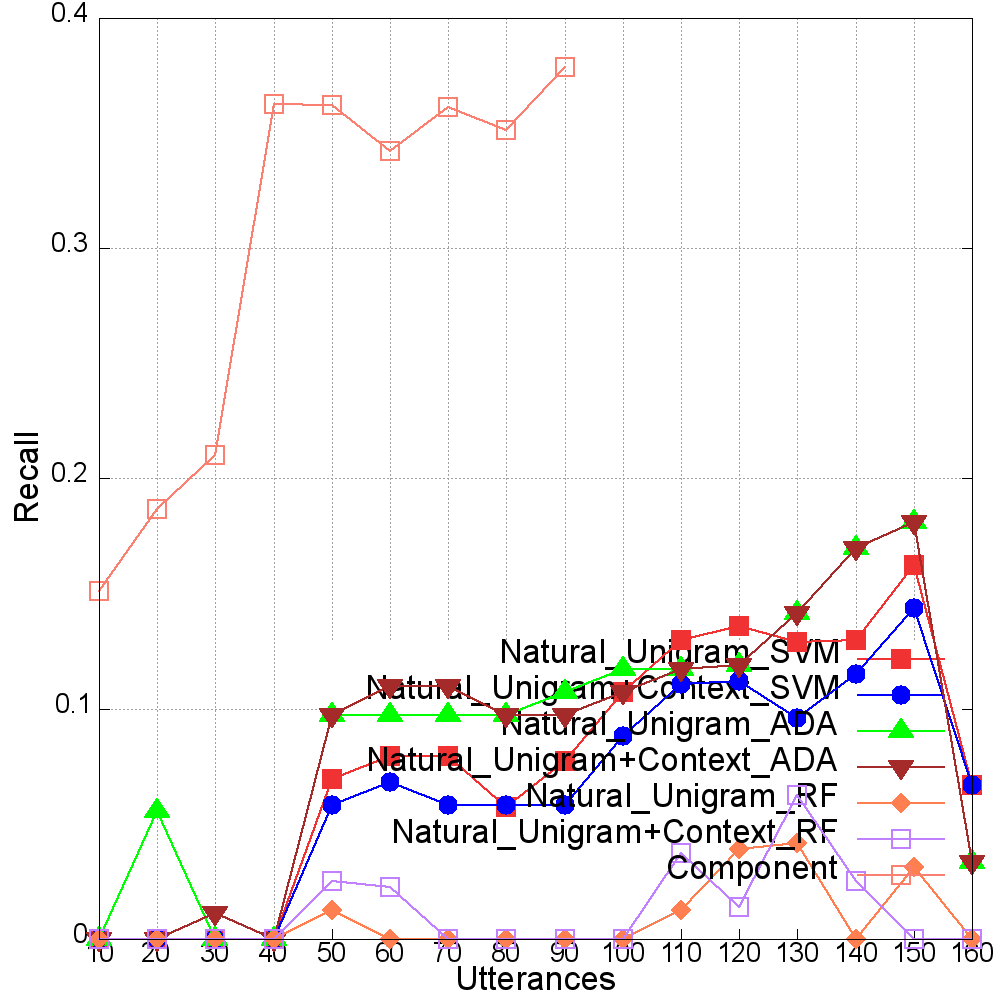 0.4
0.3
0.2
0.1
0
Recall
Natural_Unigram_SVM
Natural_Unigram+Context_SVM
Natural_Unigram_ADA
Natural_Unigram+Context_ADA
Natural_Unigram_RF
Natural_Unigram+Context_RF
Component
10 20 30 40 50 60 70 80 90 100 110 120 130 140 150 160
Utterances